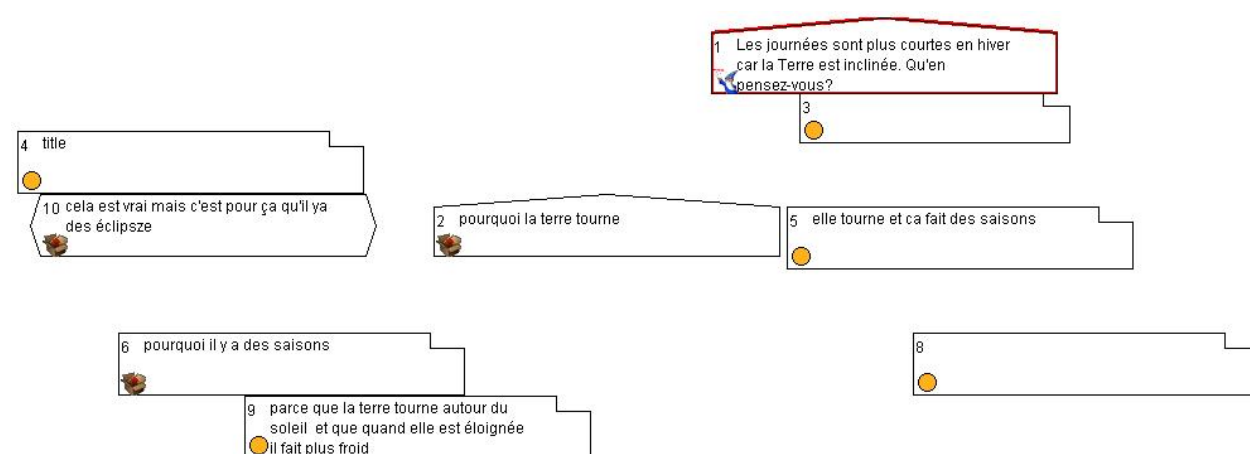 1 Les journées sont plus courtes en hiver
car la Terre est inclinée. Qu'en
pensez-vous?
3
4 title
10 cela est vrai mais c'est pour ça qu'il ya
des éclipsze
2 pourquoi la terre tourne
5 elle tourne et ca fait des saisons
6 pourquoi il y a des saisons
8
9 parce que la terre tourne autour du
soleil et que quand elle est éloignée
il fait plus froid